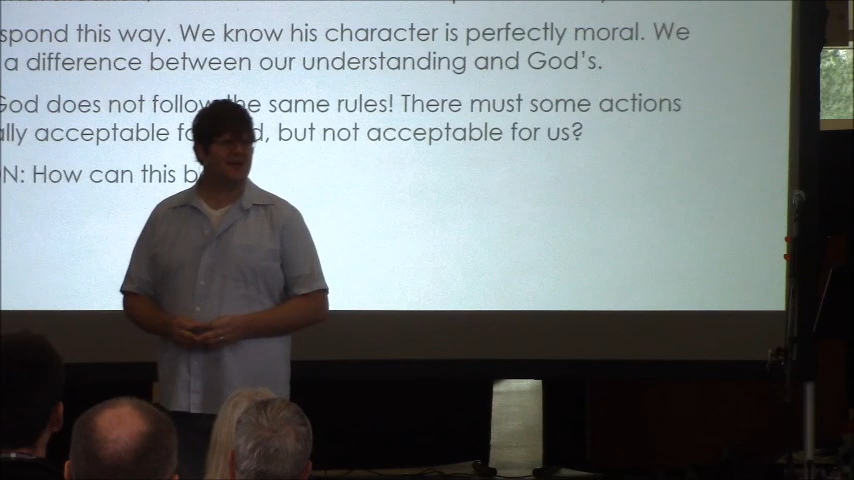 spond this way. We know his character is perfectly moral. We
a difference between our understanding and God's.
God does not follow the same rules! There must some actions
ally acceptable fo d, but not acceptable for us?
N: How can this b